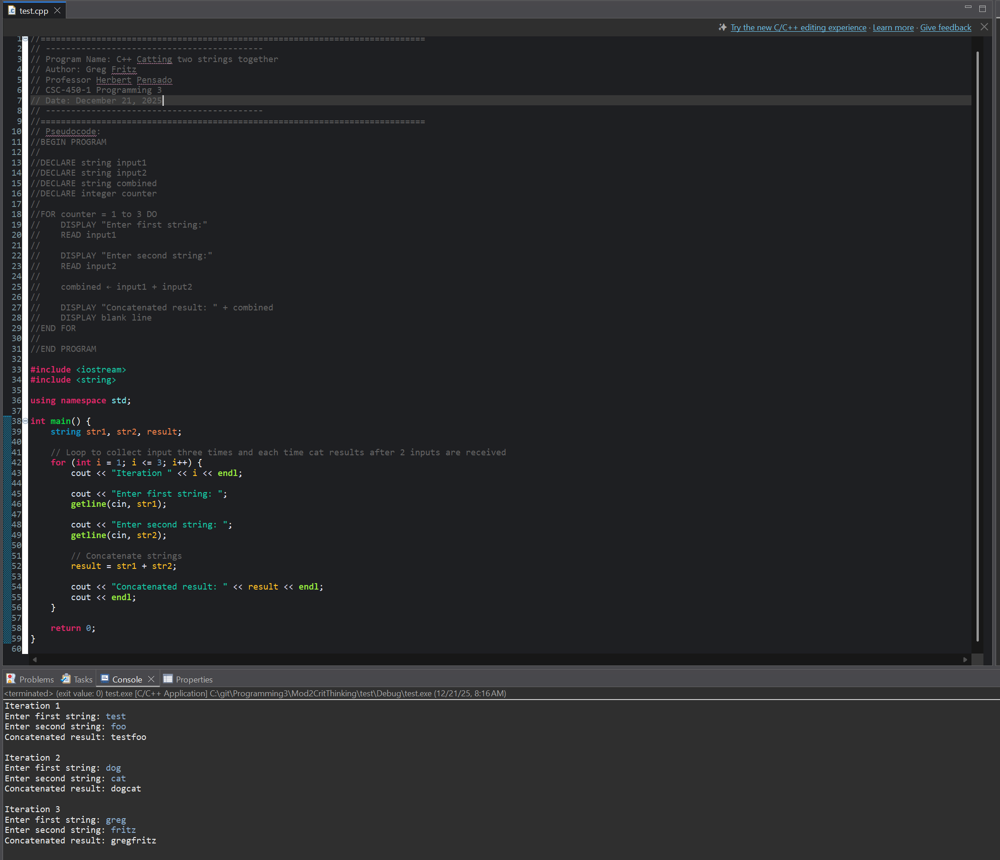 test.cpp
Try the new C/C++ editing experience · Learn more · Give feedback
1 //============================================================================
2 // -------------------------------------------
3 // Program Name: C++ Catting two strings together
4 // Author: Greg Fritz
5 // Professor Herbert Pensado
6 // CSC-450-1 Programming 3
7 // Date: December 21, 2025
8 // -------------------------------------------
9 //============================================================================
10 // Pseudocode:
11 //BEGIN PROGRAM
12 //
13 //DECLARE string input1
14 //DECLARE string input2
15 //DECLARE string combined
16 //DECLARE integer counter
17 //
18 //FOR counter = 1 to 3 DO
19 //    DISPLAY "Enter first string:"
20 //    READ input1
21 //
22 //    DISPLAY "Enter second string:"
23 //    READ input2
24 //
25 //    combined ← input1 + input2
26 //
27 //    DISPLAY "Concatenated result: " + combined
28 //    DISPLAY blank line
29 //END FOR
30 //
31 //END PROGRAM
32
33 #include <iostream>
34 #include <string>
35
36 using namespace std;
37
38 int main() {
39     string str1, str2, result;
40
41     // Loop to collect input three times and each time cat results after 2 inputs are received
42     for (int i = 1; i <= 3; i++) {
43         cout << "Iteration " << i << endl;
44
45         cout << "Enter first string: ";
46         getline(cin, str1);
47
48         cout << "Enter second string: ";
49         getline(cin, str2);
50
51         // Concatenate strings
52         result = str1 + str2;
53
54         cout << "Concatenated result: " << result << endl;
55         cout << endl;
56     }
57
58     return 0;
59 }
60
Problems Tasks Console Properties
<terminated> (exit value: 0) test.exe [C/C++ Application] C:\git\Programming3\Mod2CritThinking\test\Debug\test.exe (12/21/25, 8:16 AM)
Iteration 1
Enter first string: test
Enter second string: foo
Concatenated result: testfoo

Iteration 2
Enter first string: dog
Enter second string: cat
Concatenated result: dogcat

Iteration 3
Enter first string: greg
Enter second string: fritz
Concatenated result: gregfritz